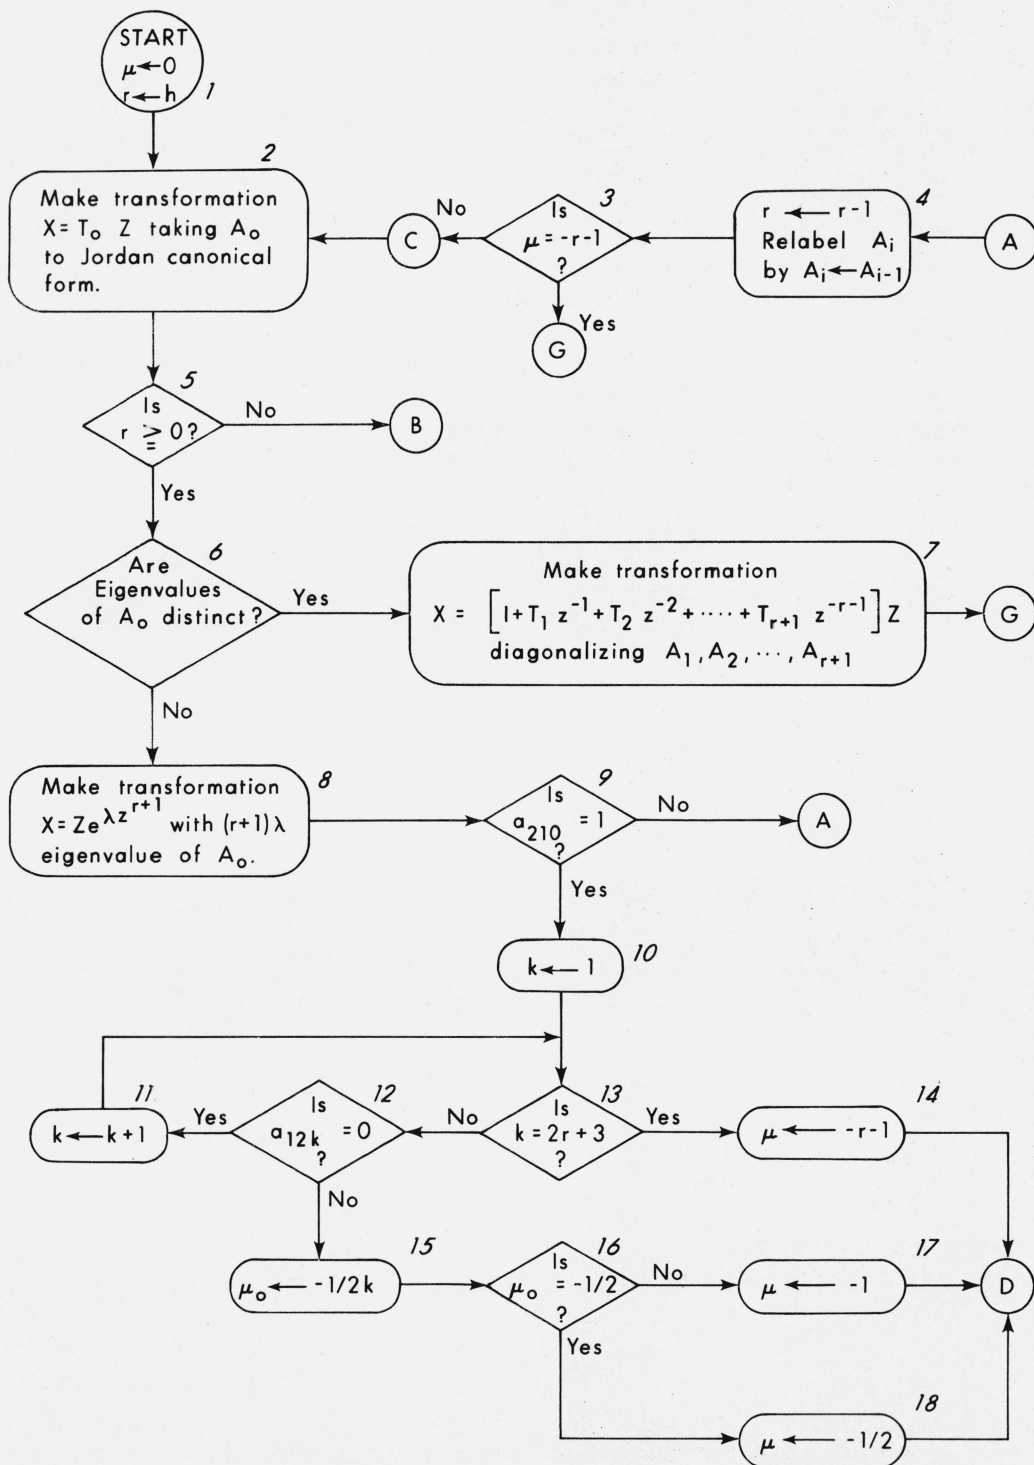 START
μ←0
r←h
1
2
Make transformation
X=T₀ Z taking A₀
to Jordan canonical
form.
C
No
3
Is
μ=-r-1
?
Yes
G
4
r ← r-1
Relabel Aᵢ
by Aᵢ←Aᵢ₋₁
A
5
Is
r ≧ 0?
No
B
Yes
6
Are
Eigenvalues
of A₀ distinct?
Yes
7
Make transformation
X = [I+T₁ z⁻¹+T₂ z⁻²+····+Tᵣ₊₁ z⁻ʳ⁻¹]Z
diagonalizing A₁,A₂,···,Aᵣ₊₁
G
No
8
Make transformation
X=Ze^λz^r+1 with (r+1)λ
eigenvalue of A₀.
9
Is
a₂₁₀ = 1
?
No
A
Yes
10
k← 1
11
k←k+1
Yes
12
Is
a₁₂ₖ =0
?
No
13
Is
k=2r+3
?
Yes
14
μ ← -r-1
No
15
μ₀← -1/2k
16
Is
μ₀ =-1/2
?
No
17
μ ← -1
D
Yes
18
μ ← -1/2